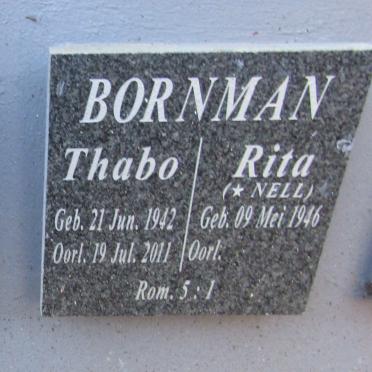 BORNMAN
Thabo Rita
(★ NELL)
Geb. 21 Jun. 1942 Geb. 09 Mei 1946
Oorl. 19 Jul. 2011 Oorl.
Rom. 5 : 1